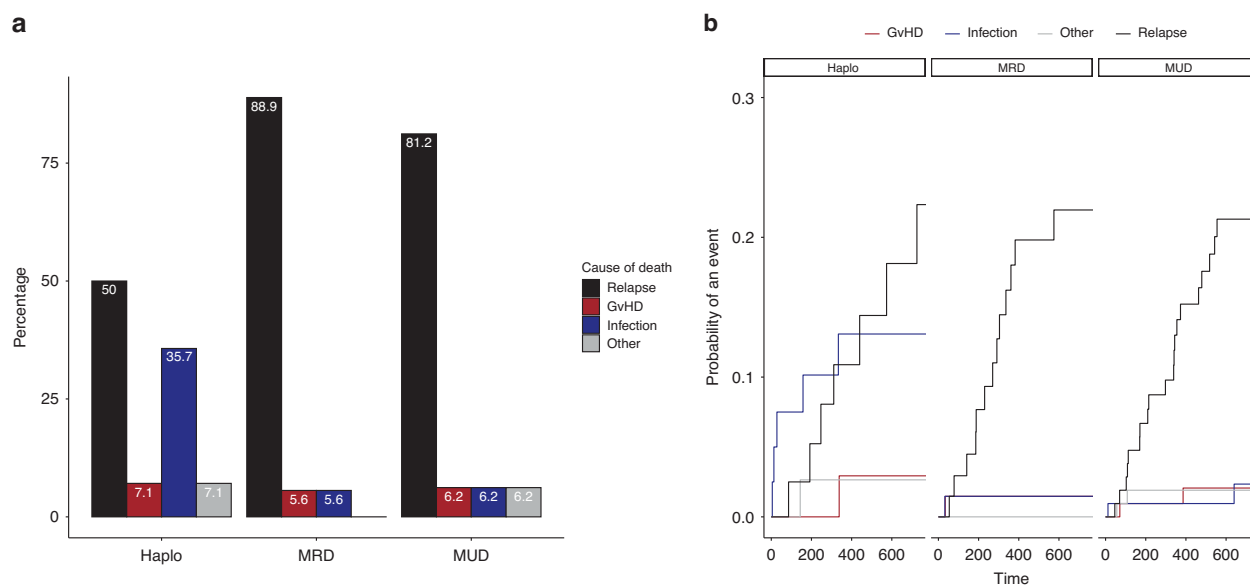 a
Percentage
75
50
25
0
50
7.1
35.7
7.1
88.9
5.6
5.6
81.2
6.2
6.2
6.2
Haplo
MRD
MUD
Cause of death
Relapse
GvHD
Infection
Other
b
GvHD Infection Other Relapse
Haplo MRD MUD
Probability of an event
0.3
0.2
0.1
0.0
0 200 400 600 0 200 400 600 0 200 400 600
Time